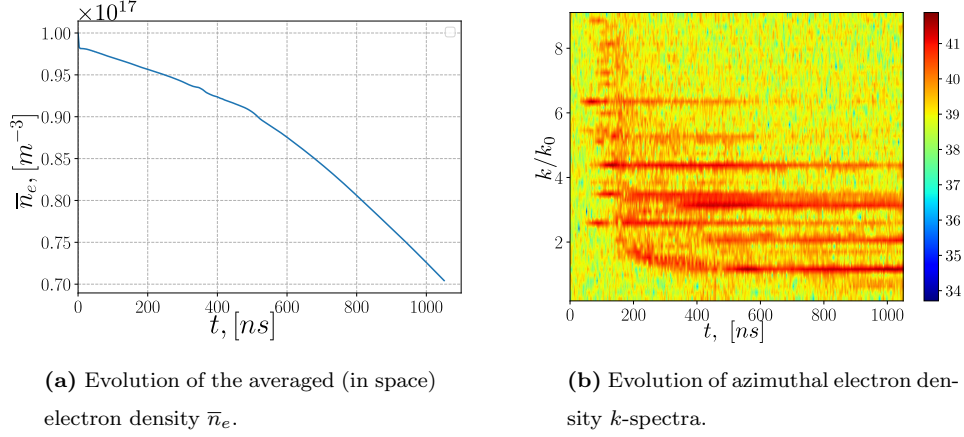 ×10¹⁷
1.00
0.95
0.90
0.85
0.80
0.75
0.70
n̅ₑ, [m⁻³]
0 200 400 600 800 1000
t, [ns]
8
6
4
2
k/k₀
0 200 400 600 800 1000
t, [ns]
41
40
39
38
37
36
35
34
(a) Evolution of the averaged (in space)
electron density n̅ₑ.
(b) Evolution of azimuthal electron den-
sity k-spectra.